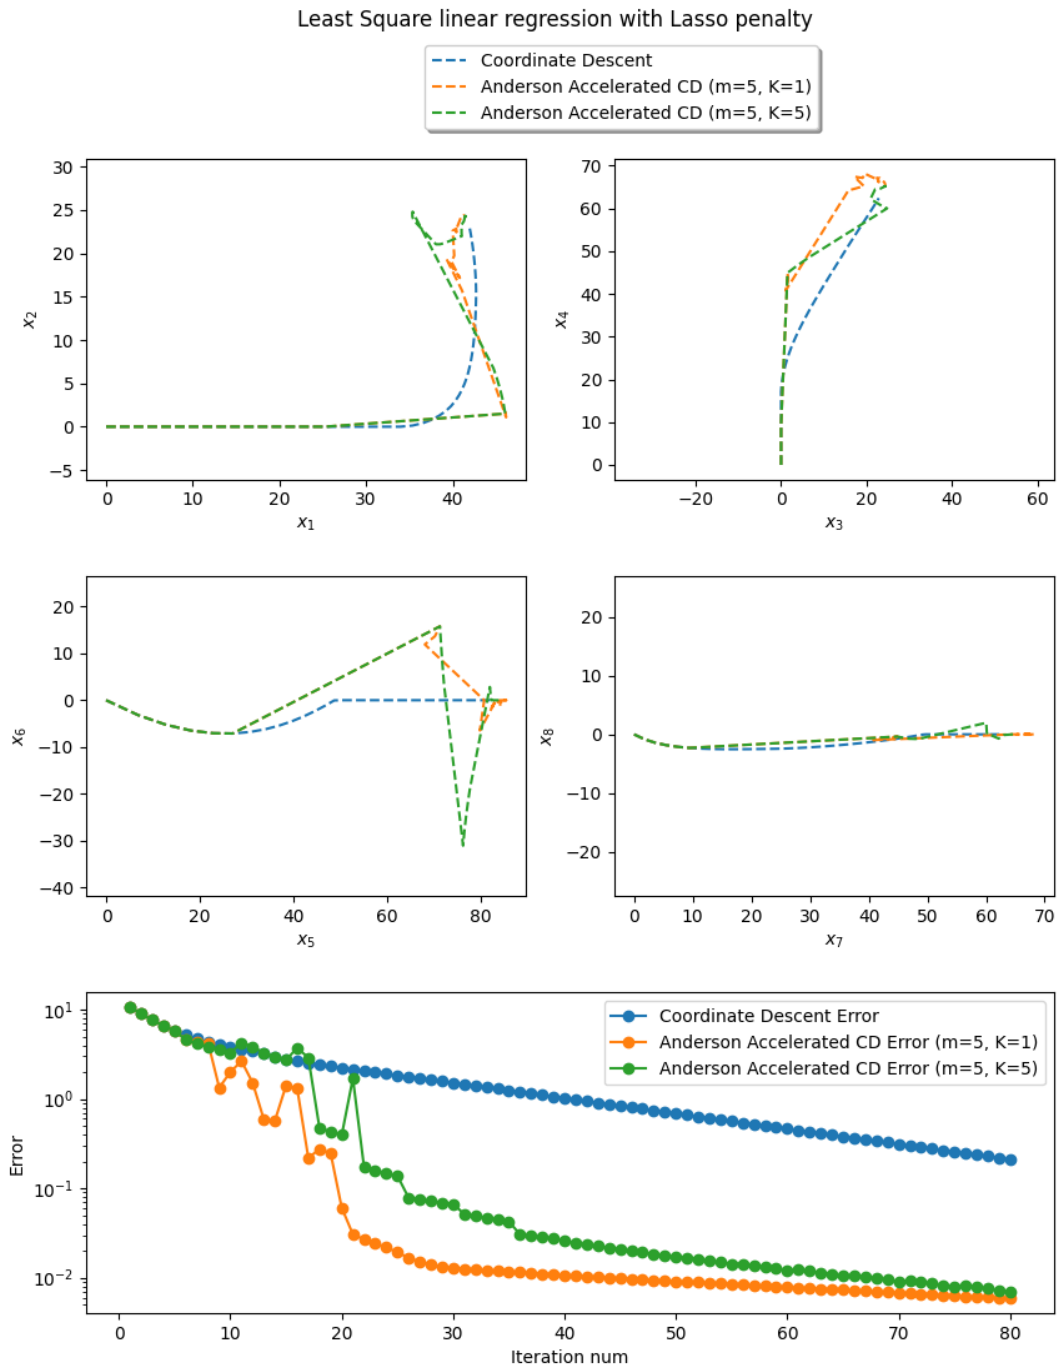 Least Square linear regression with Lasso penalty
Coordinate Descent
Anderson Accelerated CD (m=5, K=1)
Anderson Accelerated CD (m=5, K=5)
30
25
20
15
10
5
0
−5
x₂
0 10 20 30 40
x₁
70
60
50
40
30
20
10
0
x₄
−20 0 20 40 60
x₃
20
10
0
−10
−20
−30
−40
x₆
0 20 40 60 80
x₅
20
10
0
−10
−20
x₈
0 10 20 30 40 50 60 70
x₇
10¹
10⁰
10⁻¹
10⁻²
Error
Coordinate Descent Error
Anderson Accelerated CD Error (m=5, K=1)
Anderson Accelerated CD Error (m=5, K=5)
0 10 20 30 40 50 60 70 80
Iteration num